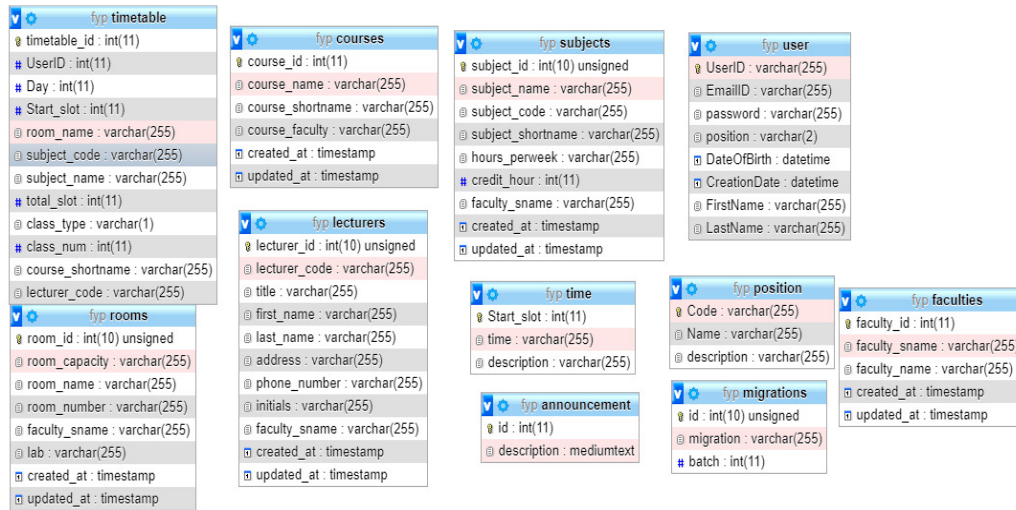 fyp timetable
timetable_id : int(11)
UserID : int(11)
Day : int(11)
Start_slot : int(11)
room_name : varchar(255)
subject_code : varchar(255)
subject_name : varchar(255)
total_slot : int(11)
class_type : varchar(1)
class_num : int(11)
course_shortname : varchar(255)
lecturer_code : varchar(255)
fyp rooms
room_id : int(10) unsigned
room_capacity : varchar(255)
room_name : varchar(255)
room_number : varchar(255)
faculty_sname : varchar(255)
lab : varchar(255)
created_at : timestamp
updated_at : timestamp
fyp courses
course_id : int(11)
course_name : varchar(255)
course_shortname : varchar(255)
course_faculty : varchar(255)
created_at : timestamp
updated_at : timestamp
fyp lecturers
lecturer_id : int(10) unsigned
lecturer_code : varchar(255)
title : varchar(255)
first_name : varchar(255)
last_name : varchar(255)
address : varchar(255)
phone_number : varchar(255)
initials : varchar(255)
faculty_sname : varchar(255)
created_at : timestamp
updated_at : timestamp
fyp subjects
subject_id : int(10) unsigned
subject_name : varchar(255)
subject_code : varchar(255)
subject_shortname : varchar(255)
hours_perweek : varchar(255)
credit_hour : int(11)
faculty_sname : varchar(255)
created_at : timestamp
updated_at : timestamp
fyp time
Start_slot : int(11)
time : varchar(255)
description : varchar(255)
fyp announcement
id : int(11)
description : mediumtext
fyp user
UserID : varchar(255)
EmailID : varchar(255)
password : varchar(255)
position : varchar(2)
DateOfBirth : datetime
CreationDate : datetime
FirstName : varchar(255)
LastName : varchar(255)
fyp position
Code : varchar(255)
Name : varchar(255)
description : varchar(255)
fyp migrations
id : int(10) unsigned
migration : varchar(255)
batch : int(11)
fyp faculties
faculty_id : int(11)
faculty_sname : varchar(255)
faculty_name : varchar(255)
created_at : timestamp
updated_at : timestamp